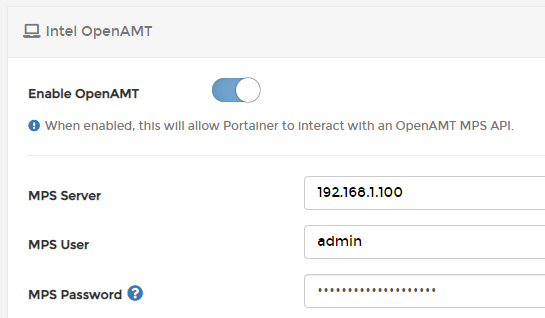 Intel OpenAMT
Enable OpenAMT
When enabled, this will allow Portainer to interact with an OpenAMT MPS API.
MPS Server
192.168.1.100
MPS User
admin
MPS Password ?
••••••••••••••••••••